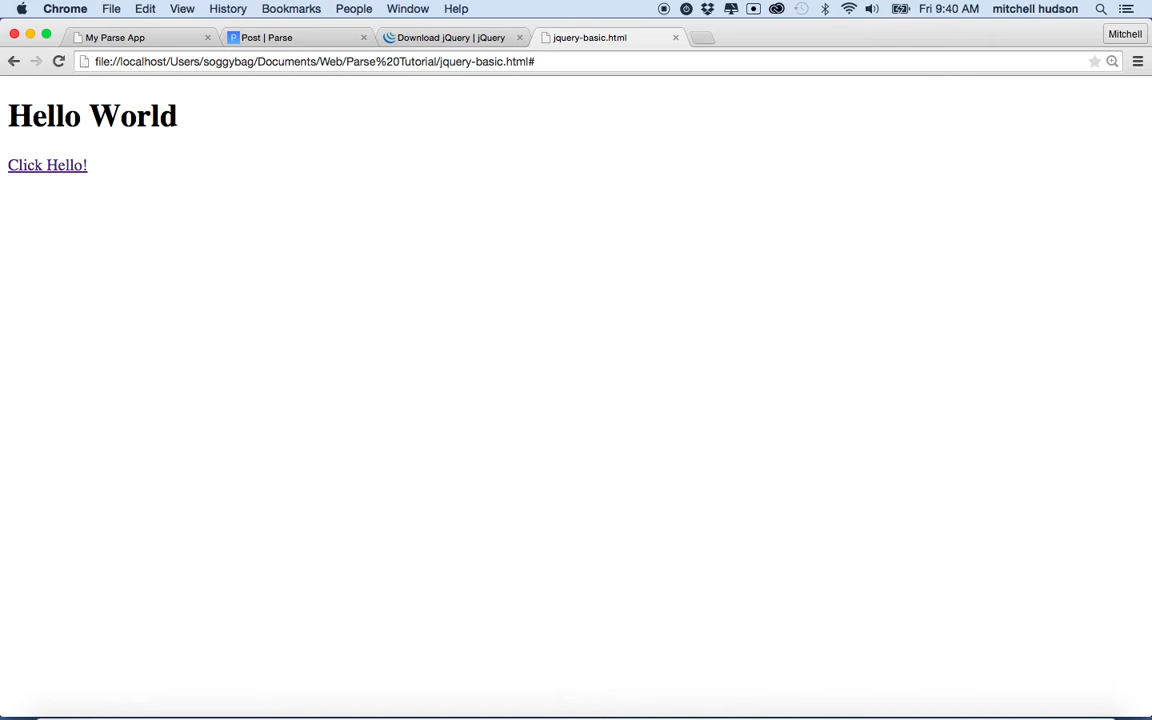 Chrome File Edit View History Bookmarks People Window Help Fri 9:40 AM mitchell hudson
My Parse App Post | Parse Download jQuery | jQuery jquery-basic.html Mitchell
file://localhost/Users/soggybag/Documents/Web/Parse%20Tutorial/jquery-basic.html#
Hello World
Click Hello!